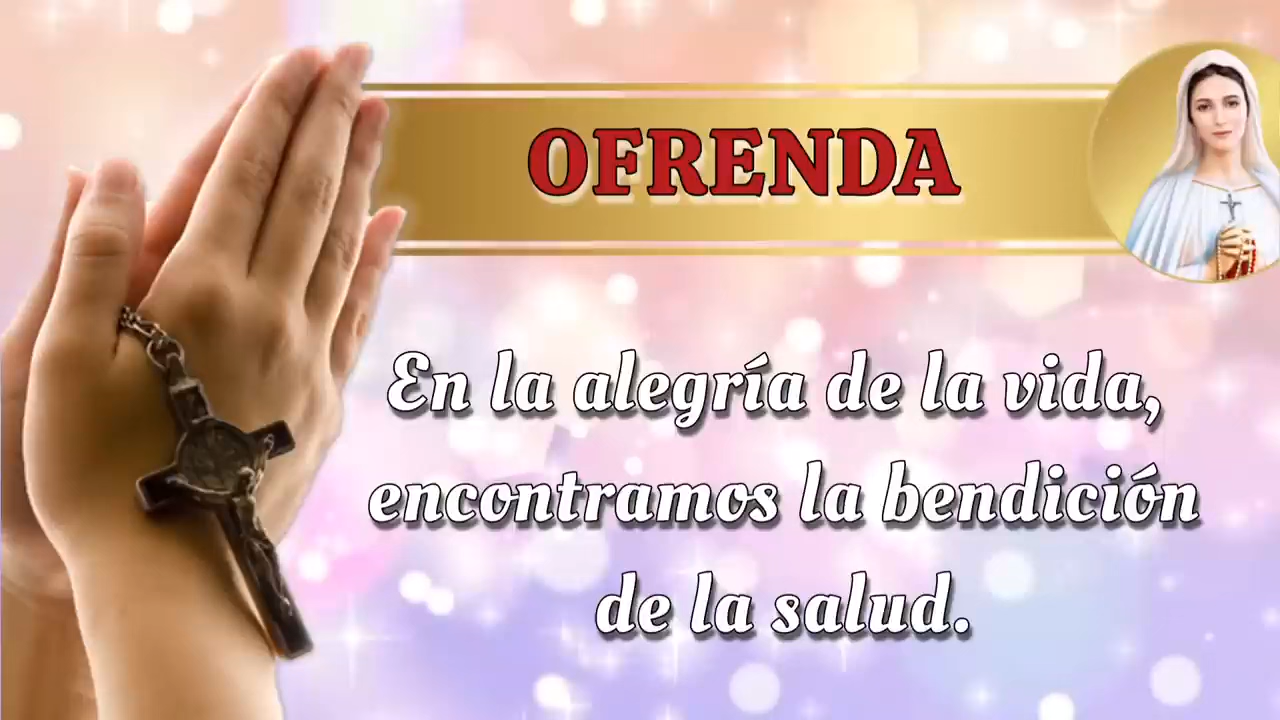 OFRENDA
En la alegría de la vida,
encontramos la bendición
de la salud.